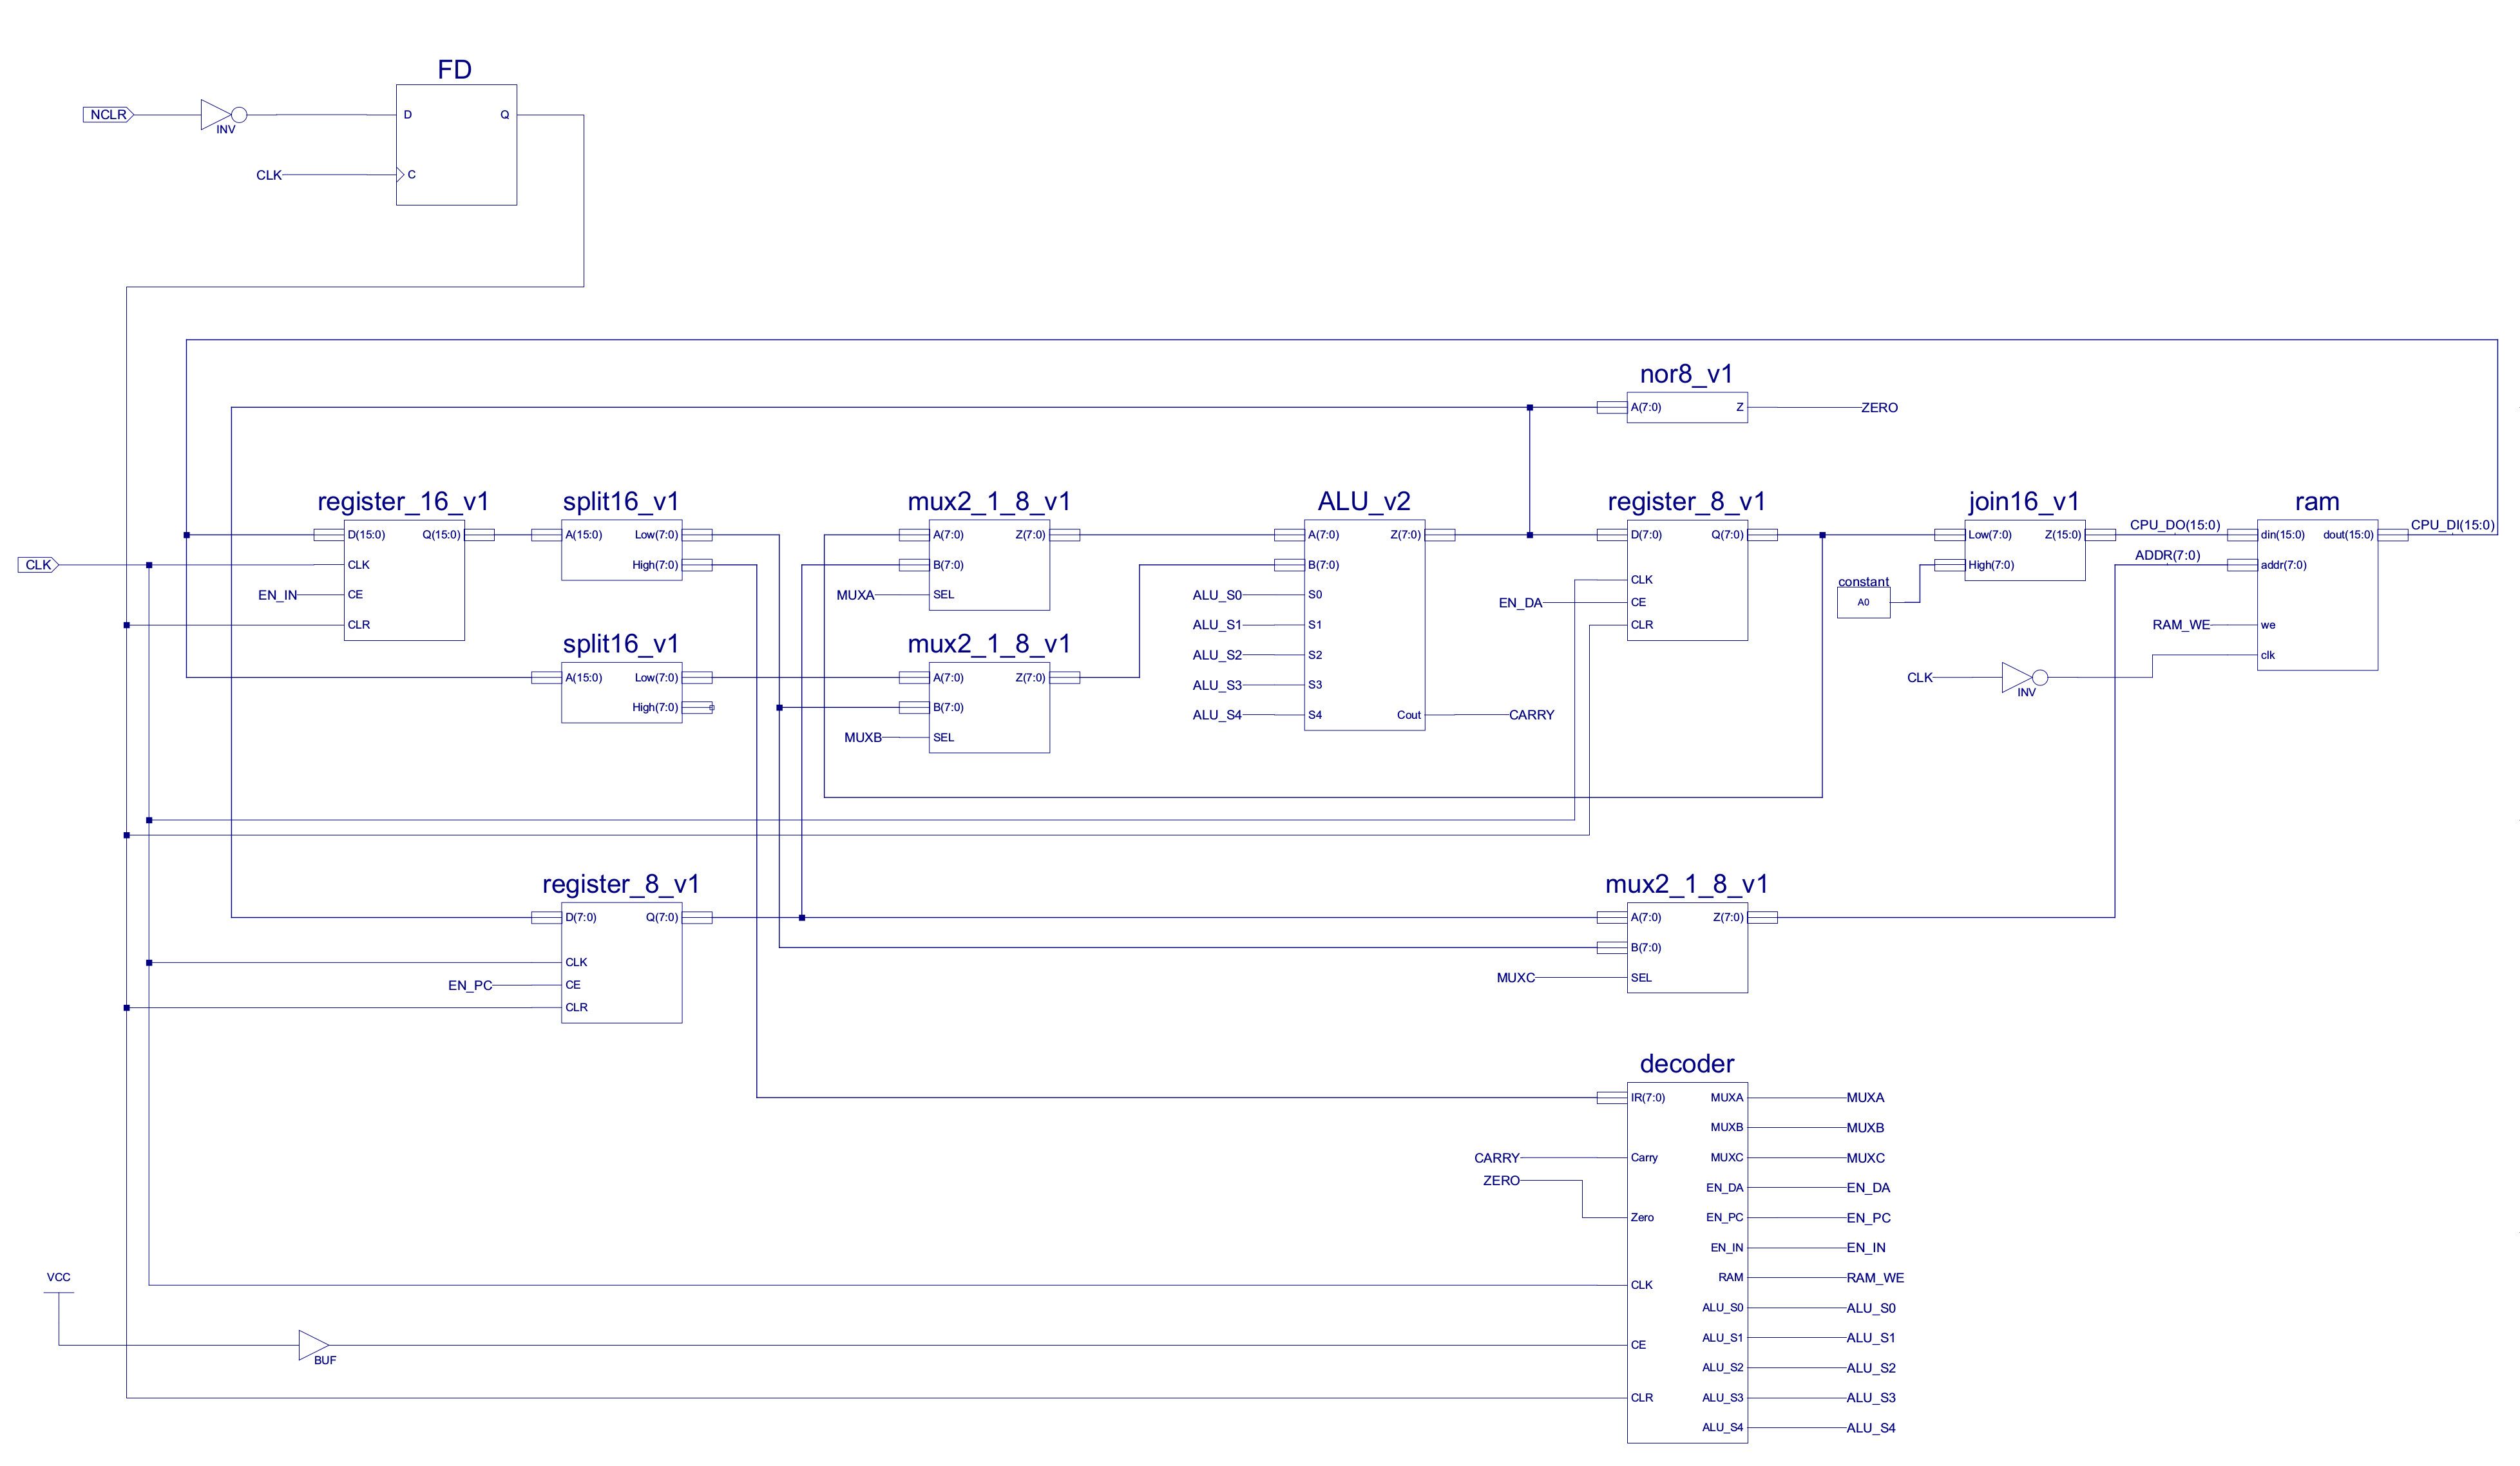 FD
NCLR
INV
D
Q
CLK
C
nor8_v1
A(7:0)
Z
ZERO
register_16_v1
split16_v1
mux2_1_8_v1
ALU_v2
register_8_v1
join16_v1
ram
D(15:0)
Q(15:0)
A(15:0)
Low(7:0)
A(7:0)
Z(7:0)
A(7:0)
Z(7:0)
D(7:0)
Q(7:0)
Low(7:0)
Z(15:0)
CPU_DO(15:0)
din(15:0)
dout(15:0)
CPU_DI(15:0)
CLK
CLK
High(7:0)
B(7:0)
B(7:0)
CLK
High(7:0)
ADDR(7:0)
addr(7:0)
constant
A0
EN_IN
CE
MUXA
SEL
ALU_S0
S0
EN_DA
CE
CLR
ALU_S1
S1
CLR
RAM_WE
we
split16_v1
mux2_1_8_v1
ALU_S2
S2
clk
A(15:0)
Low(7:0)
A(7:0)
Z(7:0)
ALU_S3
S3
CLK
INV
High(7:0)
B(7:0)
ALU_S4
S4
Cout
CARRY
MUXB
SEL
register_8_v1
mux2_1_8_v1
D(7:0)
Q(7:0)
A(7:0)
Z(7:0)
B(7:0)
CLK
EN_PC
CE
MUXC
SEL
CLR
decoder
IR(7:0)
MUXA
MUXA
MUXB
MUXB
CARRY
Carry
MUXC
MUXC
ZERO
EN_DA
EN_DA
Zero
EN_PC
EN_PC
EN_IN
EN_IN
VCC
RAM
RAM_WE
CLK
ALU_S0
ALU_S0
ALU_S1
ALU_S1
BUF
CE
ALU_S2
ALU_S2
CLR
ALU_S3
ALU_S3
ALU_S4
ALU_S4